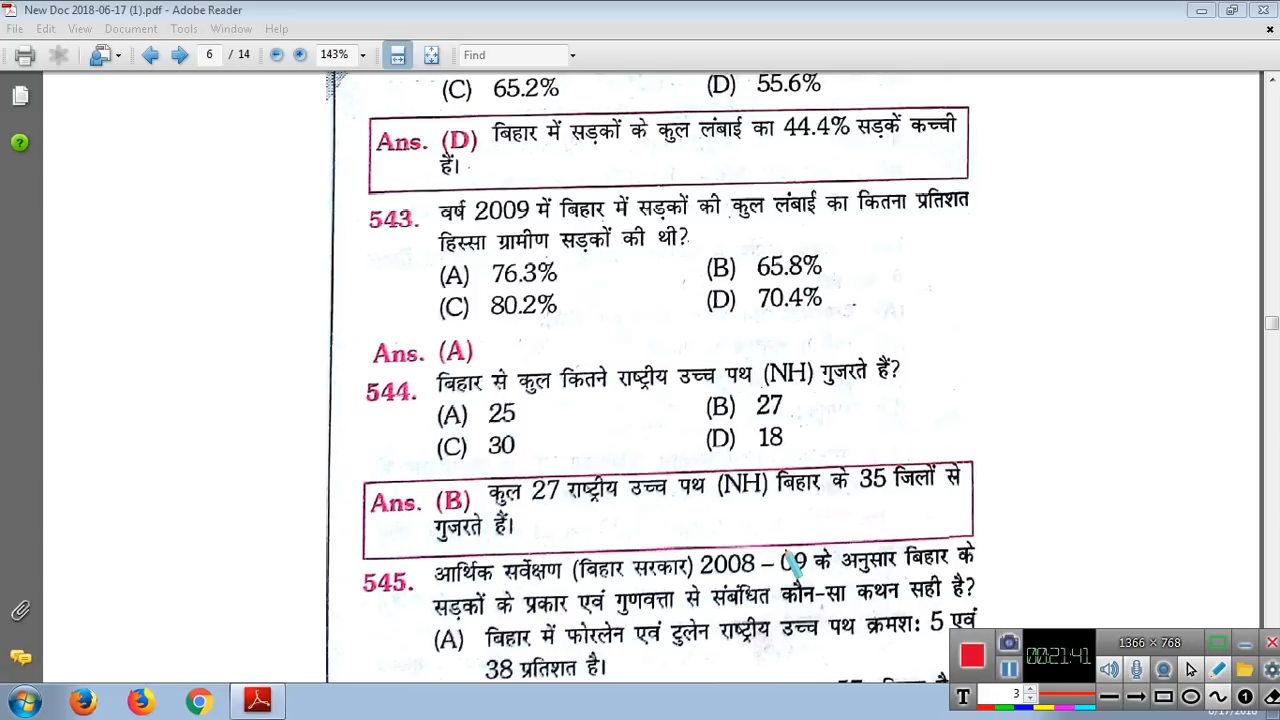 New Doc 2018-06-17 (1).pdf - Adobe Reader
File Edit View Document Tools Window Help
6 / 14 143% Find
(C) 65.2% (D) 55.6%
Ans. (D) बिहार में सड़कों के कुल लंबाई का 44.4% सड़कें कच्ची
हैं।
543. वर्ष 2009 में बिहार में सड़कों की कुल लंबाई का कितना प्रतिशत
हिस्सा ग्रामीण सड़कों की थी?
(A) 76.3% (B) 65.8%
(C) 80.2% (D) 70.4%
Ans. (A)
544. बिहार से कुल कितने राष्ट्रीय उच्च पथ (NH) गुजरते हैं?
(A) 25 (B) 27
(C) 30 (D) 18
Ans. (B) कुल 27 राष्ट्रीय उच्च पथ (NH) बिहार के 35 जिलों से
गुजरते हैं।
545. आर्थिक सर्वेक्षण (बिहार सरकार) 2008 – 09 के अनुसार बिहार के
सड़कों के प्रकार एवं गुणवत्ता से संबंधित कौन-सा कथन सही है?
(A) बिहार में फोरलेन एवं टुलेन राष्ट्रीय उच्च पथ क्रमश: 5 एवं
38 प्रतिशत है।
00:21:41 1366 × 768
T 3